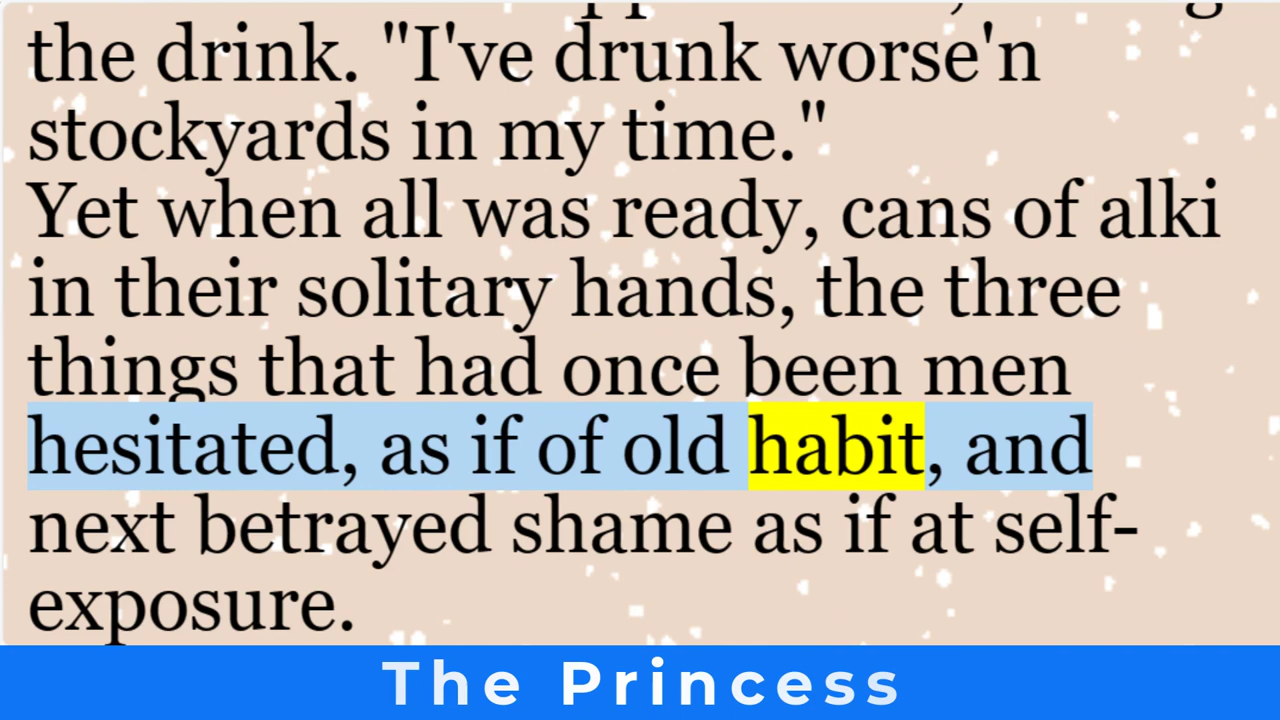 the drink. "I've drunk worse'n
stockyards in my time."
Yet when all was ready, cans of alki
in their solitary hands, the three
things that had once been men
hesitated, as if of old habit, and
next betrayed shame as if at self-
exposure.
The Princess